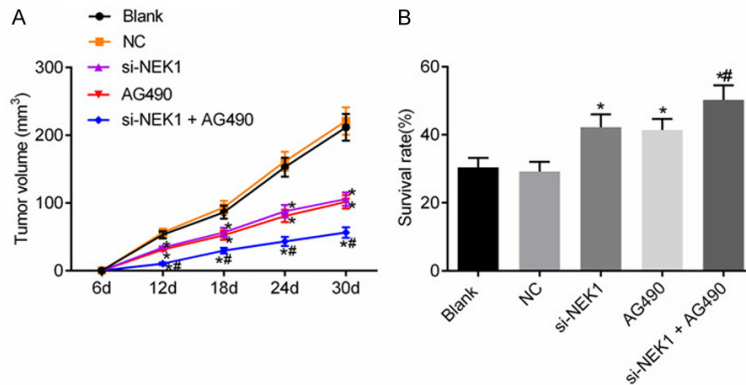 A
Blank
NC
si-NEK1
AG490
si-NEK1 + AG490
Tumor volume (mm³)
300
200
100
0
6d 12d 18d 24d 30d
* * * *
* * * *
*# *# *# *#
B
Survival rate(%)
60
40
20
0
* * *#
Blank NC si-NEK1 AG490 si-NEK1 + AG490